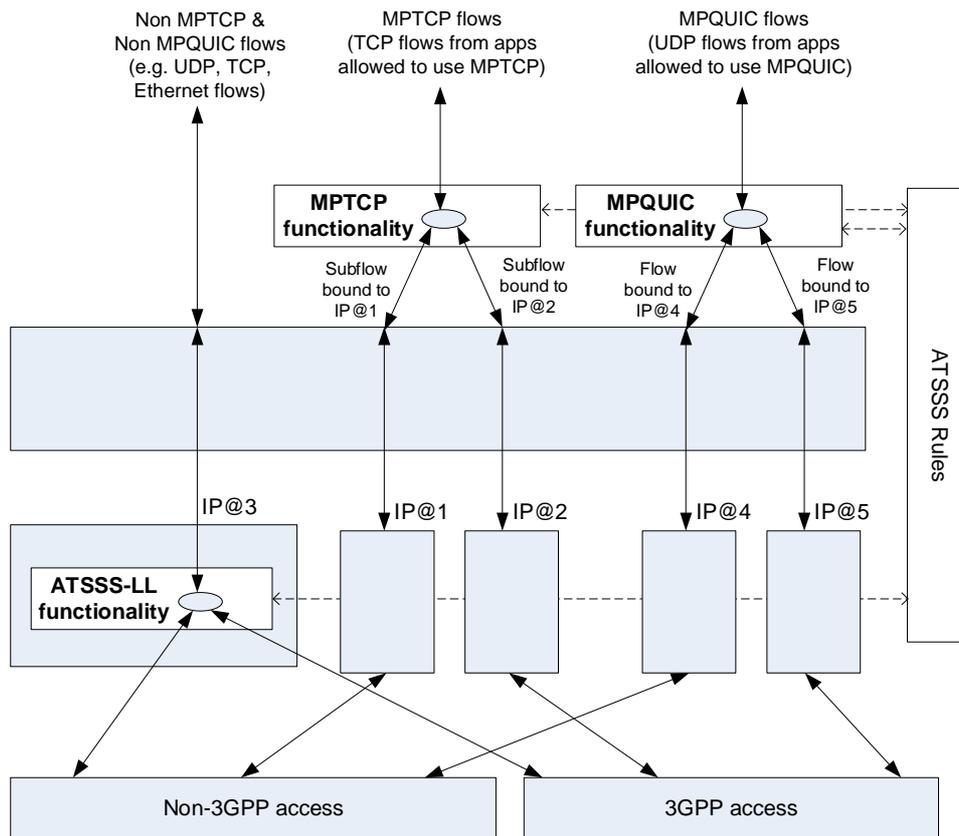 Non MPTCP &
Non MPQUIC flows
(e.g. UDP, TCP,
Ethernet flows)
MPTCP flows
(TCP flows from apps
allowed to use MPTCP)
MPQUIC flows
(UDP flows from apps
allowed to use MPQUIC)
MPTCP
functionality
MPQUIC
functionality
Subflow
bound to
IP@1
Subflow
bound to
IP@2
Flow
bound to
IP@4
Flow
bound to
IP@5
ATSSS Rules
IP@3
IP@1
IP@2
IP@4
IP@5
ATSSS-LL
functionality
Non-3GPP access
3GPP access